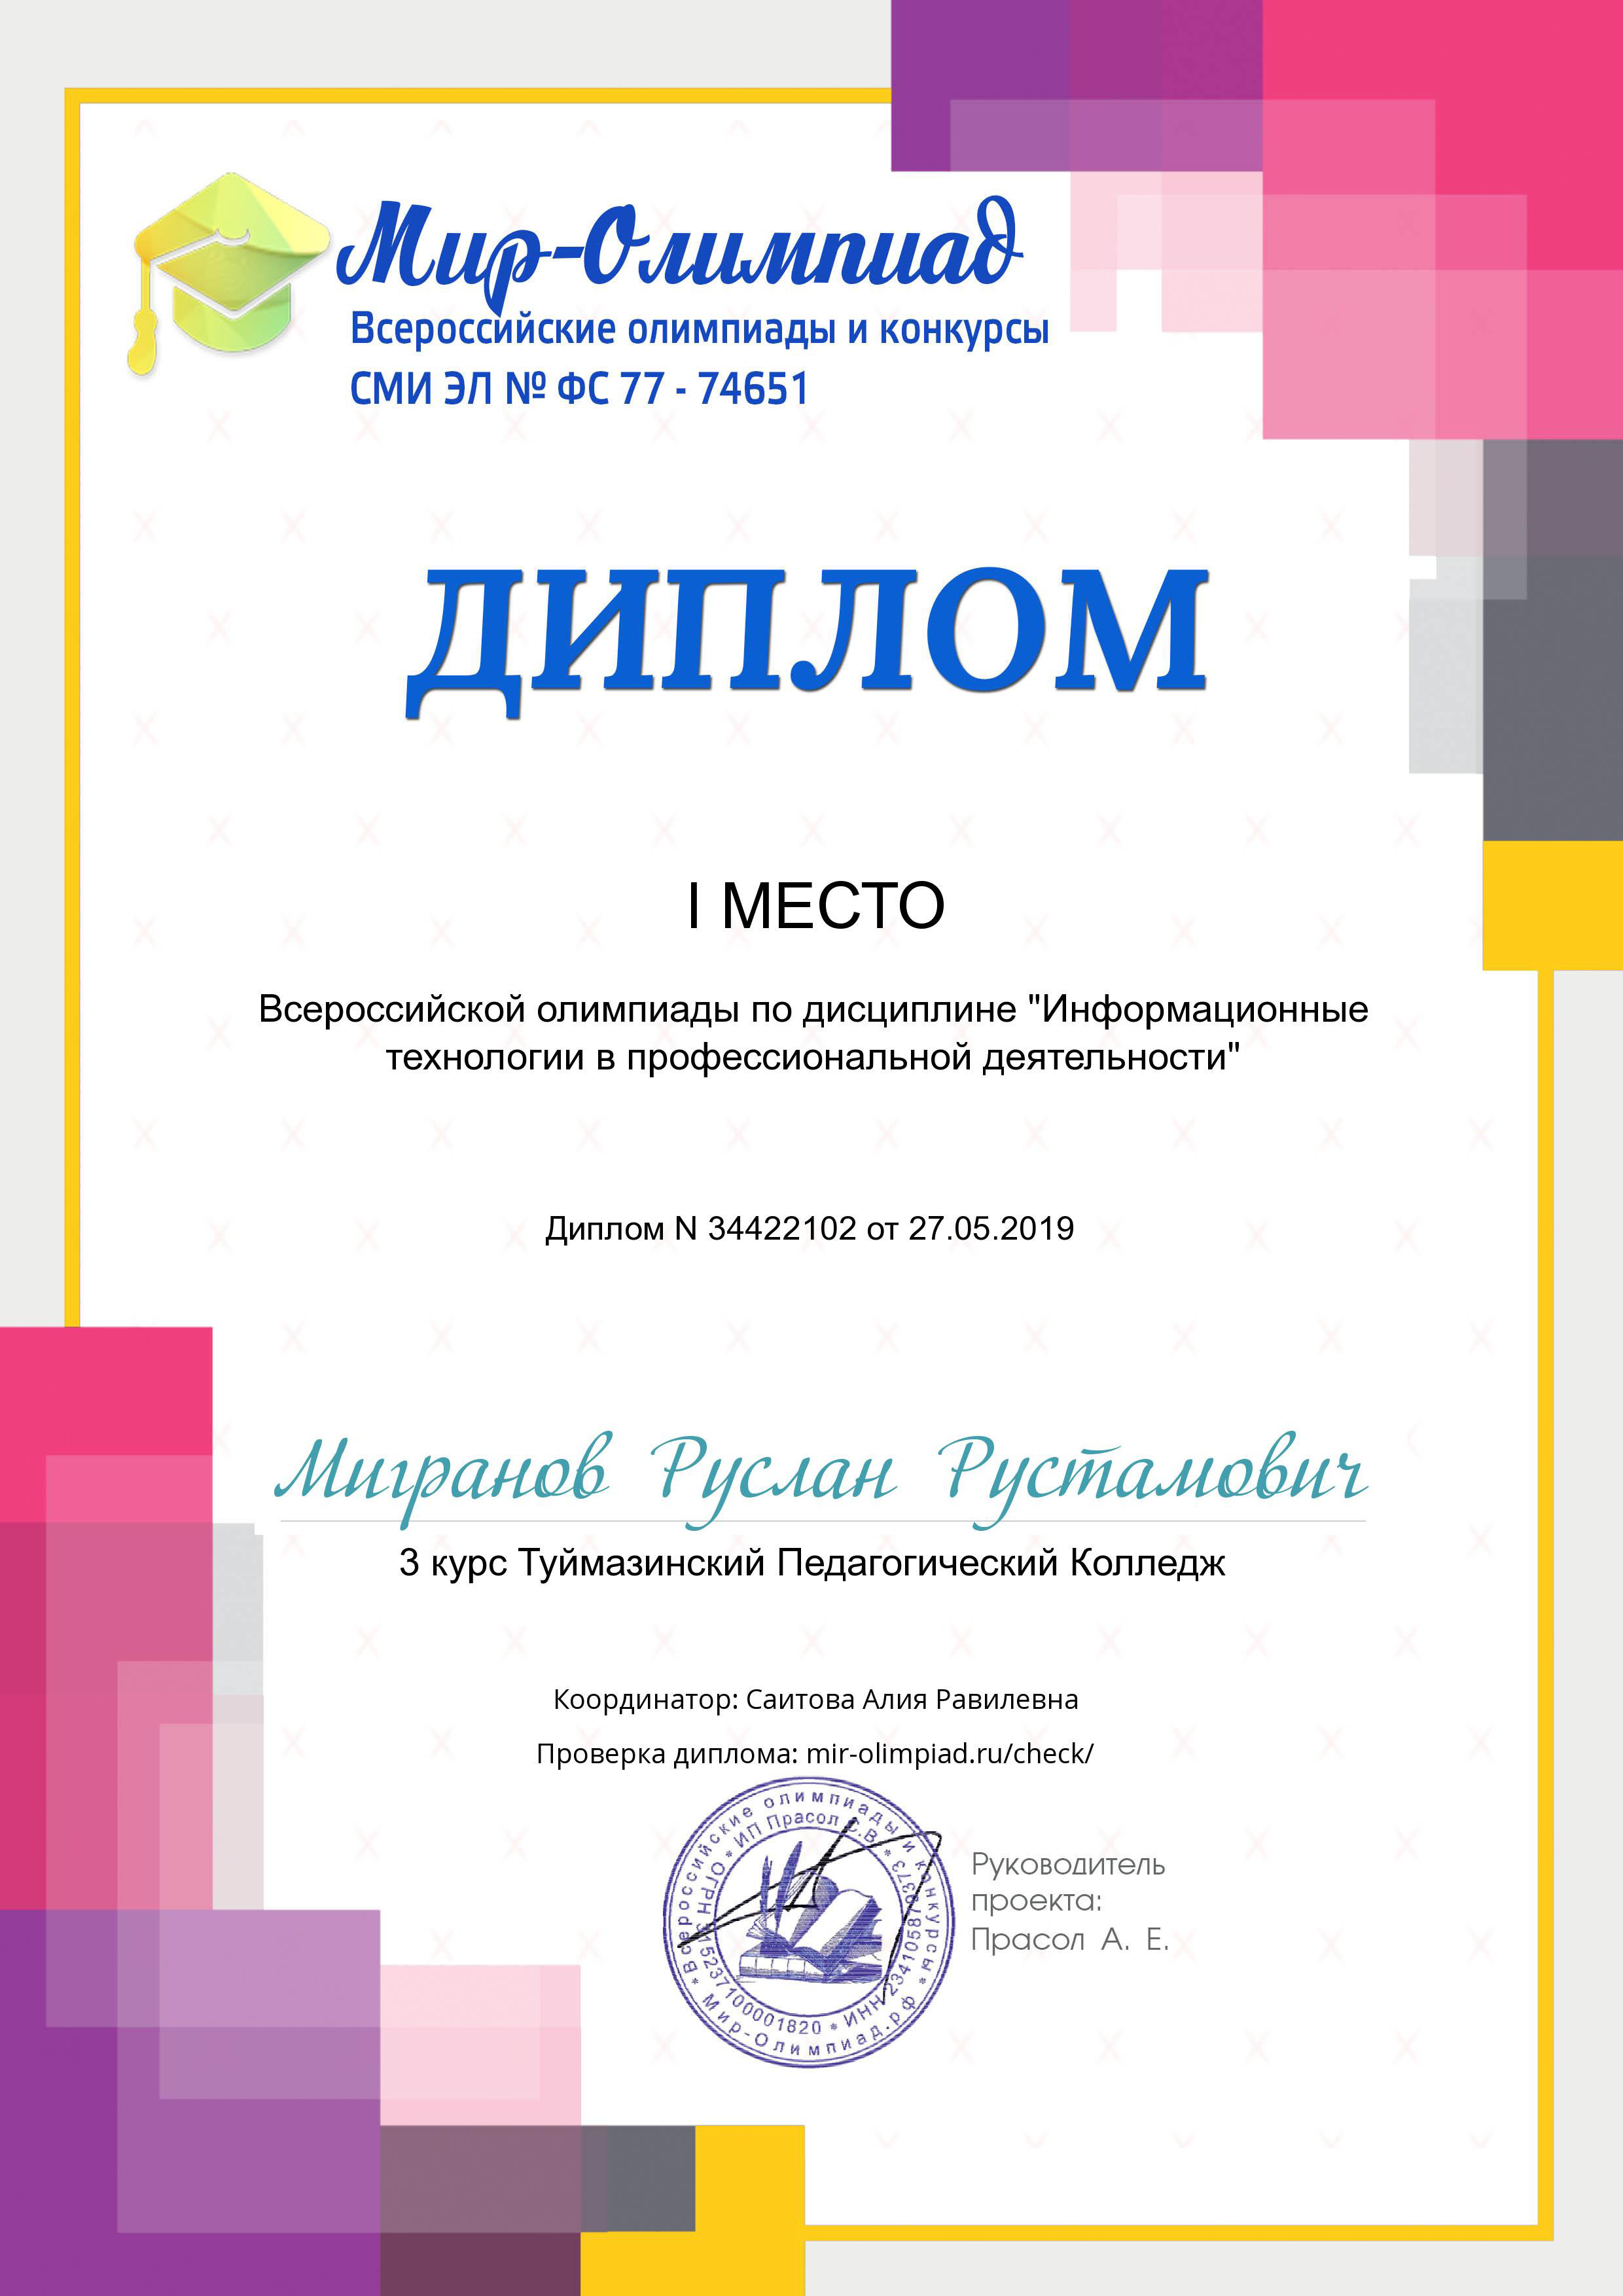 Мир-Олимпиад
Всероссийские олимпиады и конкурсы
СМИ ЭЛ № ФС 77 - 74651
ДИПЛОМ
I МЕСТО
Всероссийской олимпиады по дисциплине "Информационные
технологии в профессиональной деятельности"
Диплом N 34422102 от 27.05.2019
Мигранов Руслан Рустамович
3 курс Туймазинский Педагогический Колледж
Координатор: Саитова Алия Равилевна
Проверка диплома: mir-olimpiad.ru/check/
* Всероссийские олимпиады и конкурсы *
Мир-Олимпиад.рф
* ИП Прасол С.В. *
ОГРН 315237100001820 * ИНН 234105879373
Руководитель
проекта:
Прасол А. Е.